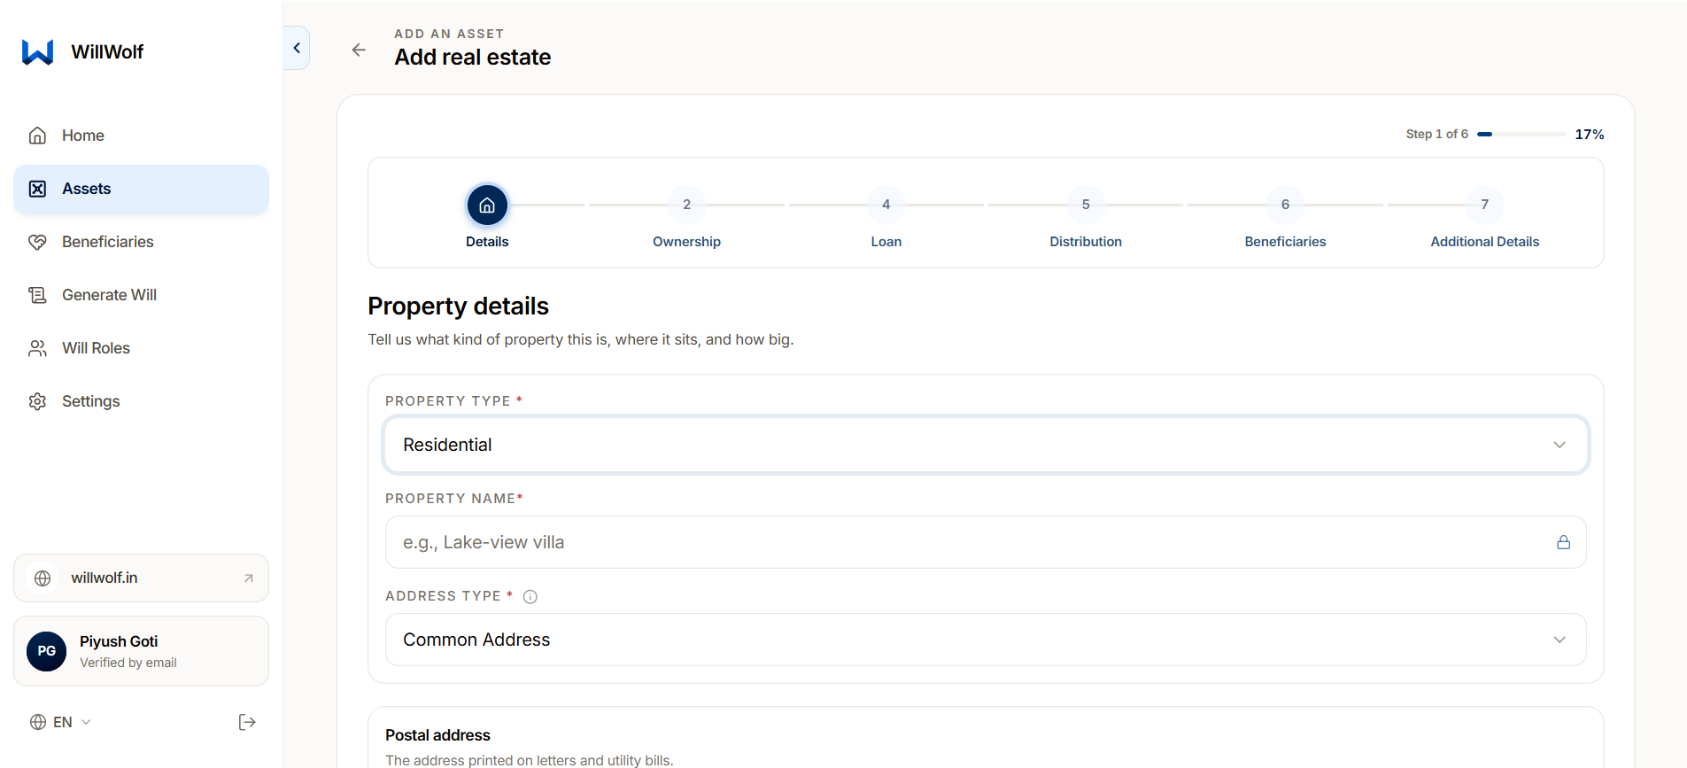 WillWolf
Home
Assets
Beneficiaries
Generate Will
Will Roles
Settings
willwolf.in
PG
Piyush Goti
Verified by email
EN
ADD AN ASSET
Add real estate
Step 1 of 6 17%
2 4 5 6 7
Details Ownership Loan Distribution Beneficiaries Additional Details
Property details
Tell us what kind of property this is, where it sits, and how big.
PROPERTY TYPE *
Residential
PROPERTY NAME*
e.g., Lake-view villa
ADDRESS TYPE *
Common Address
Postal address
The address printed on letters and utility bills.